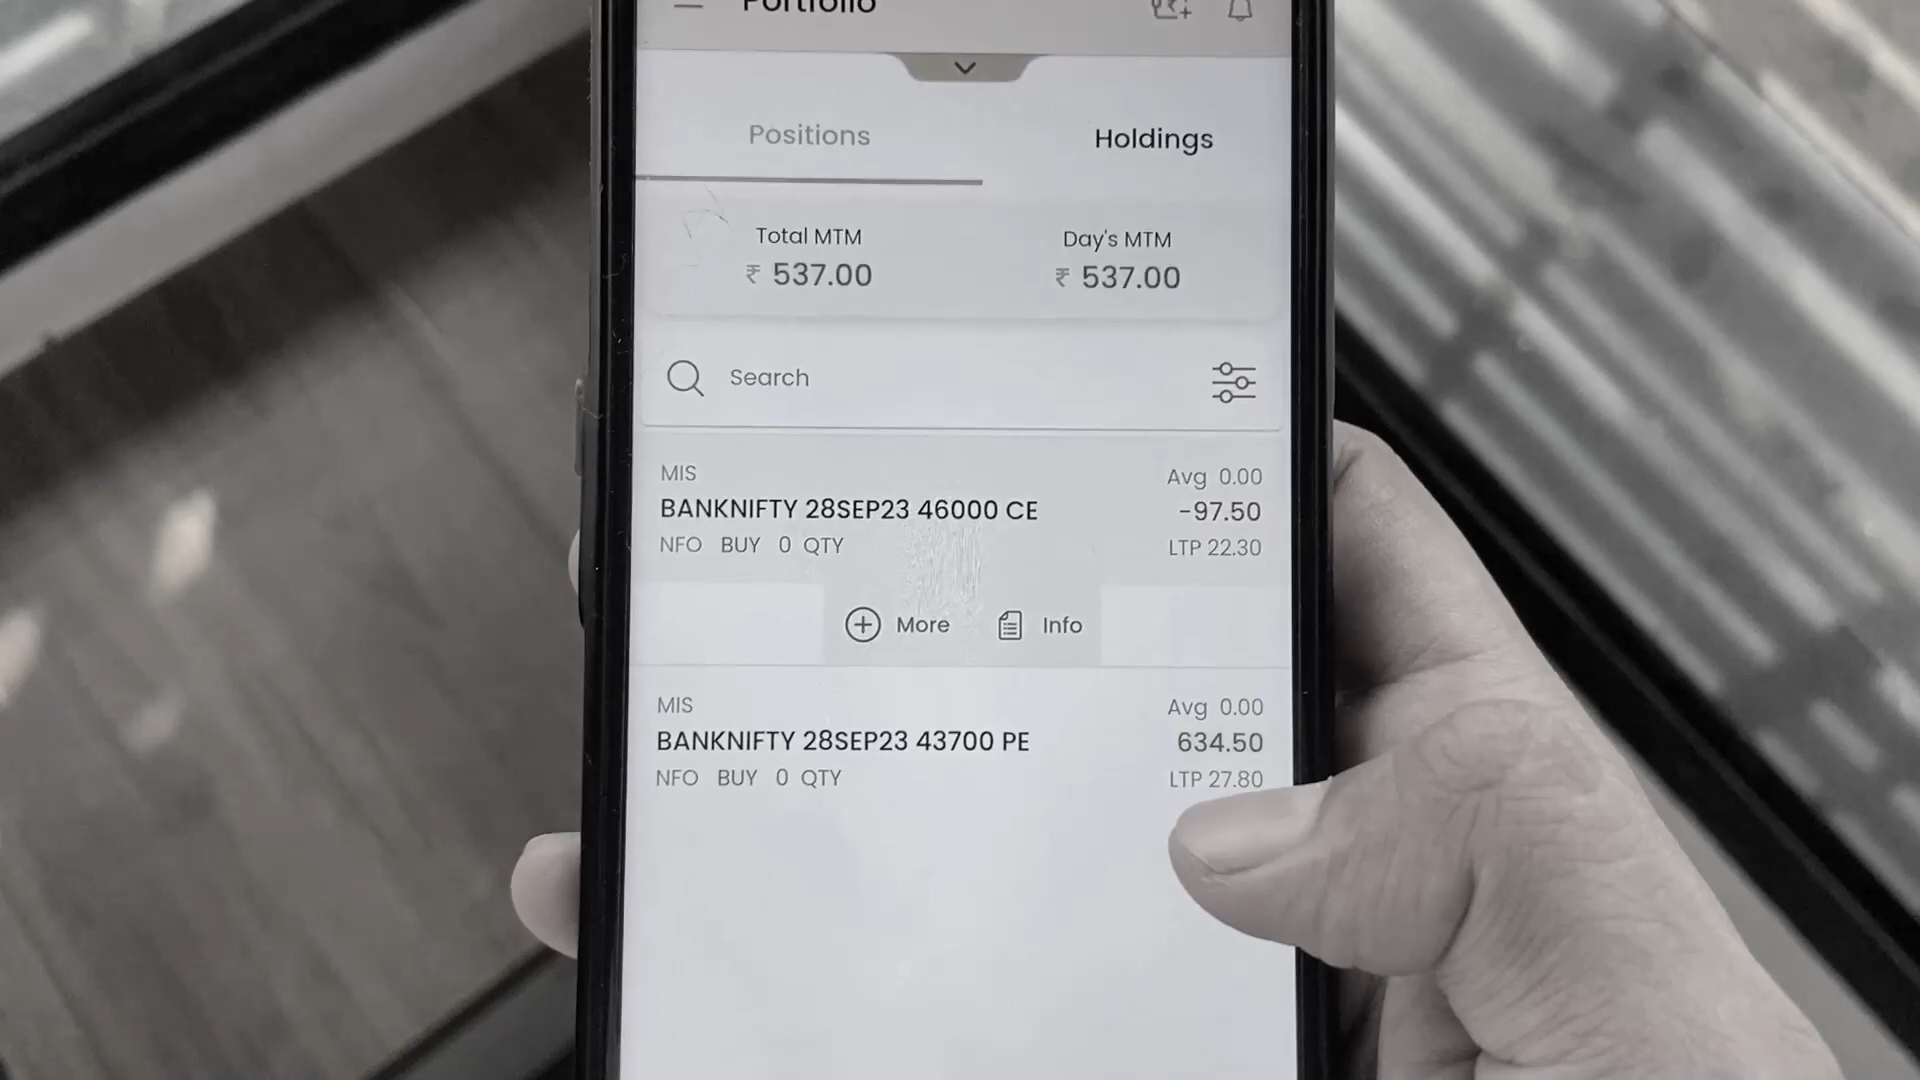 Portfolio
Positions Holdings
Total MTM Day's MTM
₹ 537.00 ₹ 537.00
Search
MIS Avg 0.00
BANKNIFTY 28SEP23 46000 CE -97.50
NFO BUY 0 QTY LTP 22.30
More Info
MIS Avg 0.00
BANKNIFTY 28SEP23 43700 PE 634.50
NFO BUY 0 QTY LTP 27.80